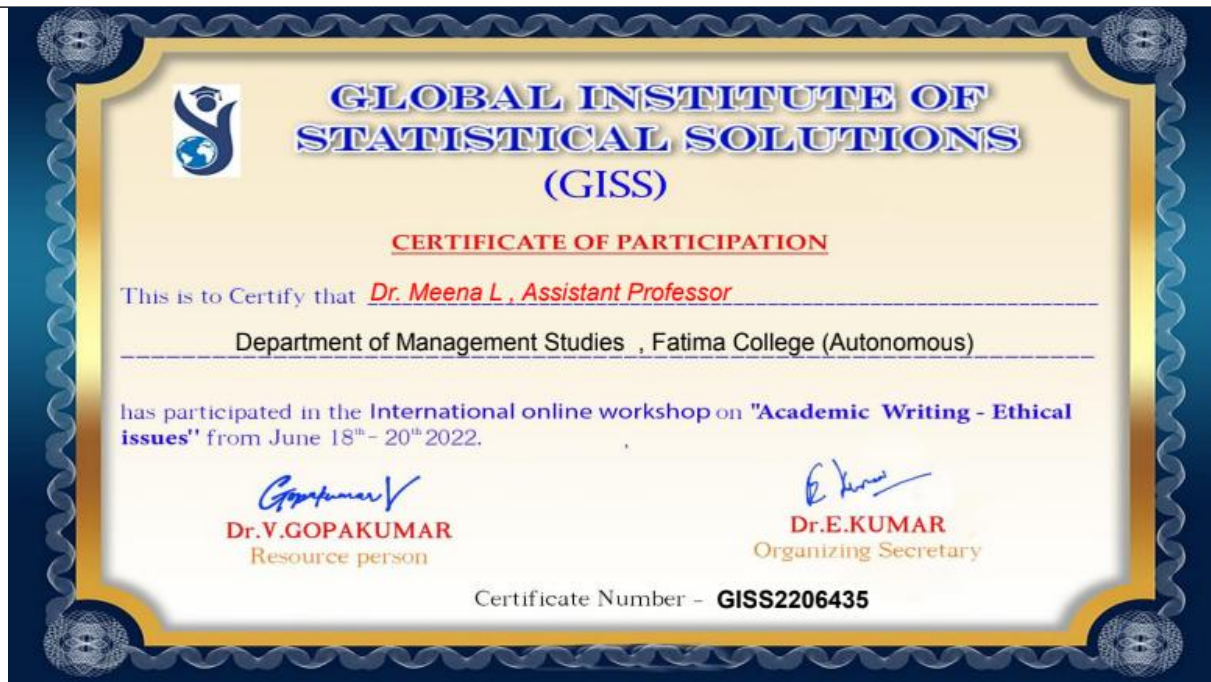 GLOBAL INSTITUTE OF
STATISTICAL SOLUTIONS
(GISS)
CERTIFICATE OF PARTICIPATION
This is to Certify that Dr. Meena L , Assistant Professor
Department of Management Studies , Fatima College (Autonomous)
has participated in the International online workshop on "Academic Writing - Ethical
issues" from June 18th - 20th 2022.
Gopakumar V
E Kumar
Dr.V.GOPAKUMAR
Dr.E.KUMAR
Resource person
Organizing Secretary
Certificate Number - GISS2206435